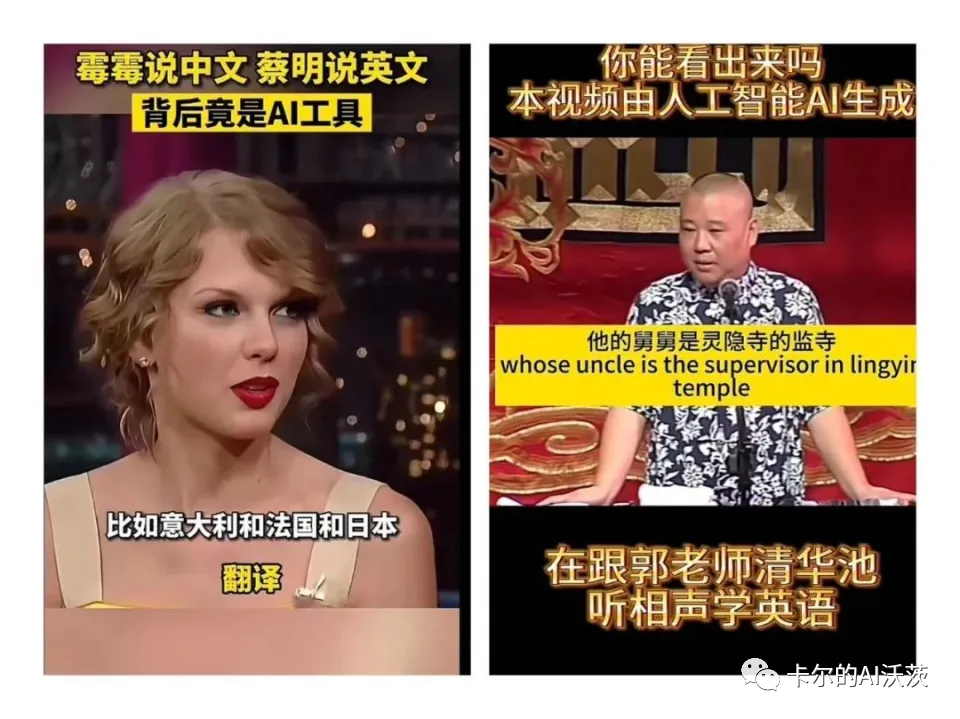 霉霉说中文 蔡明说英文
背后竟是AI工具
比如意大利和法国和日本
翻译
你能看出来吗
本视频由人工智能AI生成
他的舅舅是灵隐寺的监寺
whose uncle is the supervisor in lingyin
temple
在跟郭老师清华池
听相声学英语
卡尔的AI沃茨